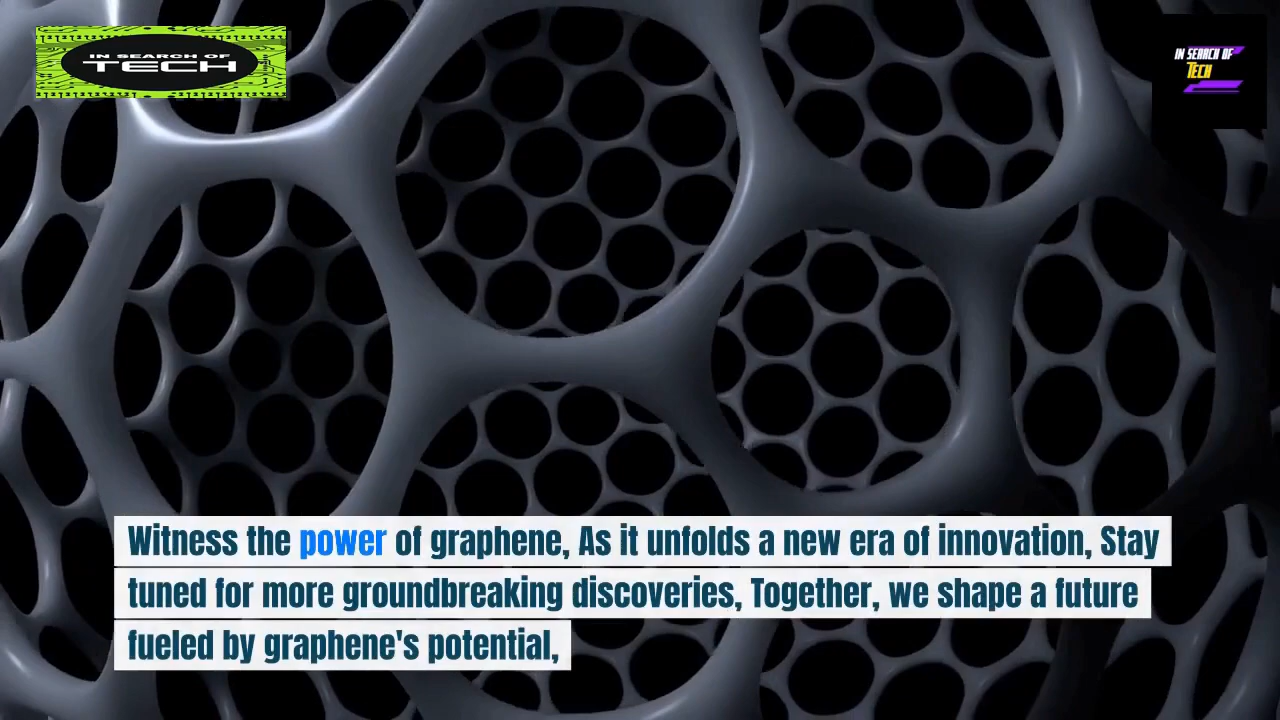 IN SEARCH OF
TECH
IN SEARCH OF
TECH
Witness the power of graphene, As it unfolds a new era of innovation, Stay
tuned for more groundbreaking discoveries, Together, we shape a future
fueled by graphene's potential,